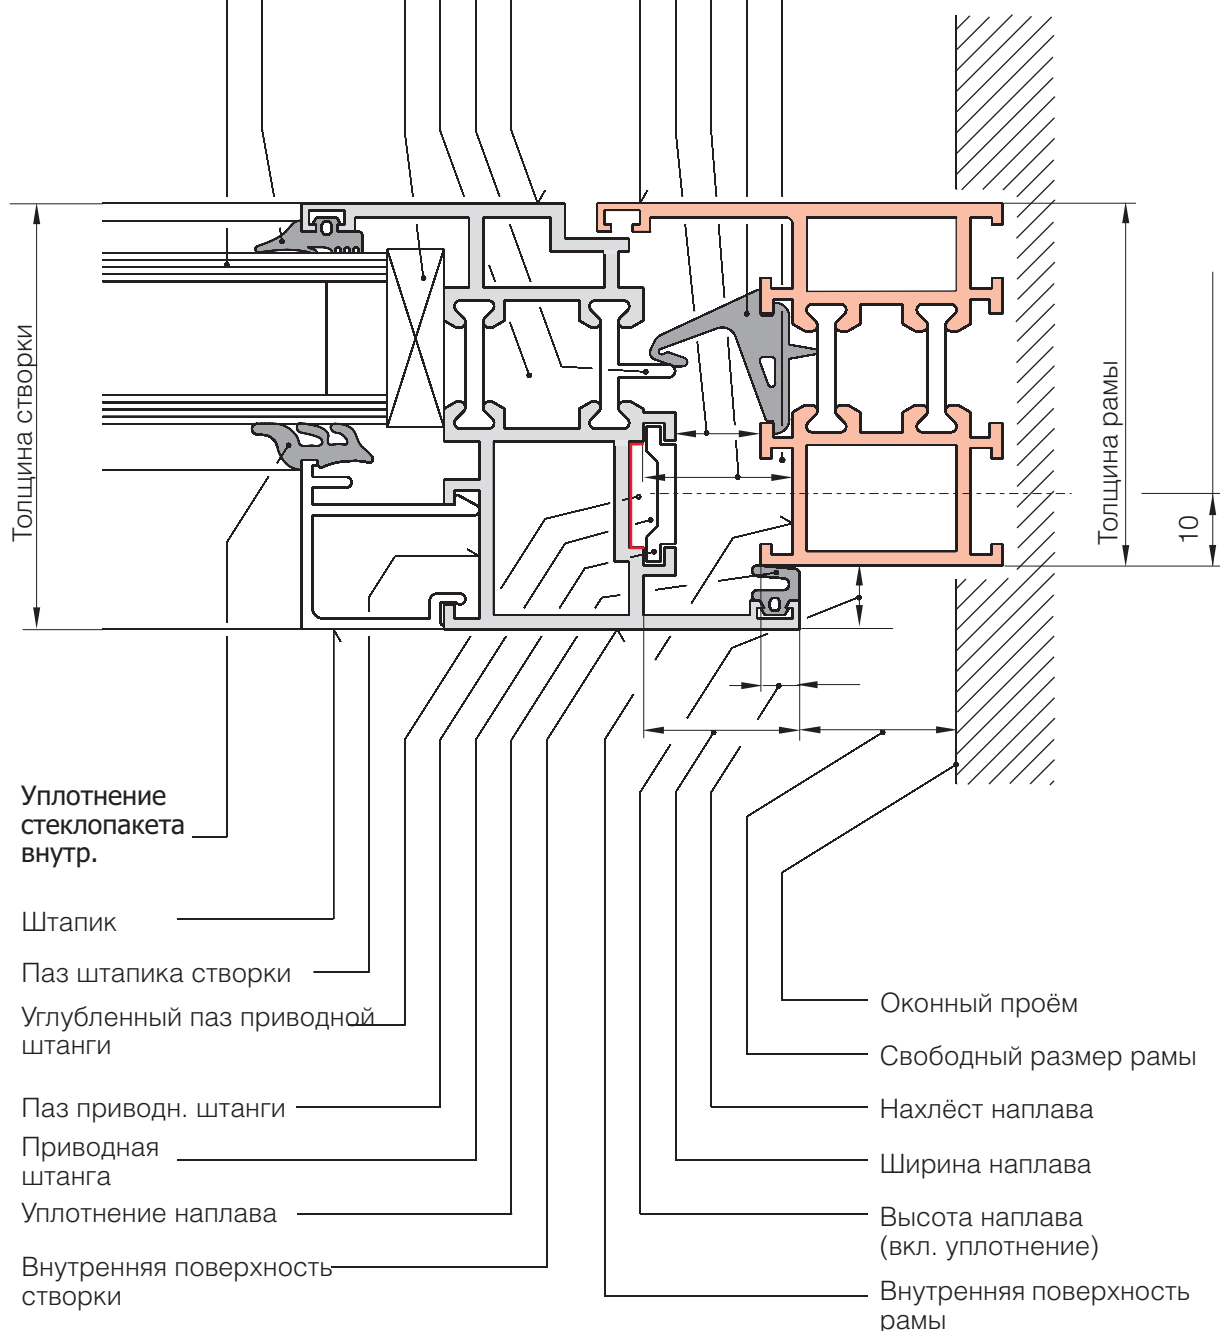 Толщина створки
Толщина рамы
10
Уплотнение
стеклопакета
внутр.
Штапик
Паз штапика створки
Углубленный паз приводной
штанги
Паз приводн. штанги
Приводная
штанга
Уплотнение наплава
Внутренняя поверхность
створки
Оконный проём
Свободный размер рамы
Нахлёст наплава
Ширина наплава
Высота наплава
(вкл. уплотнение)
Внутренняя поверхность
рамы